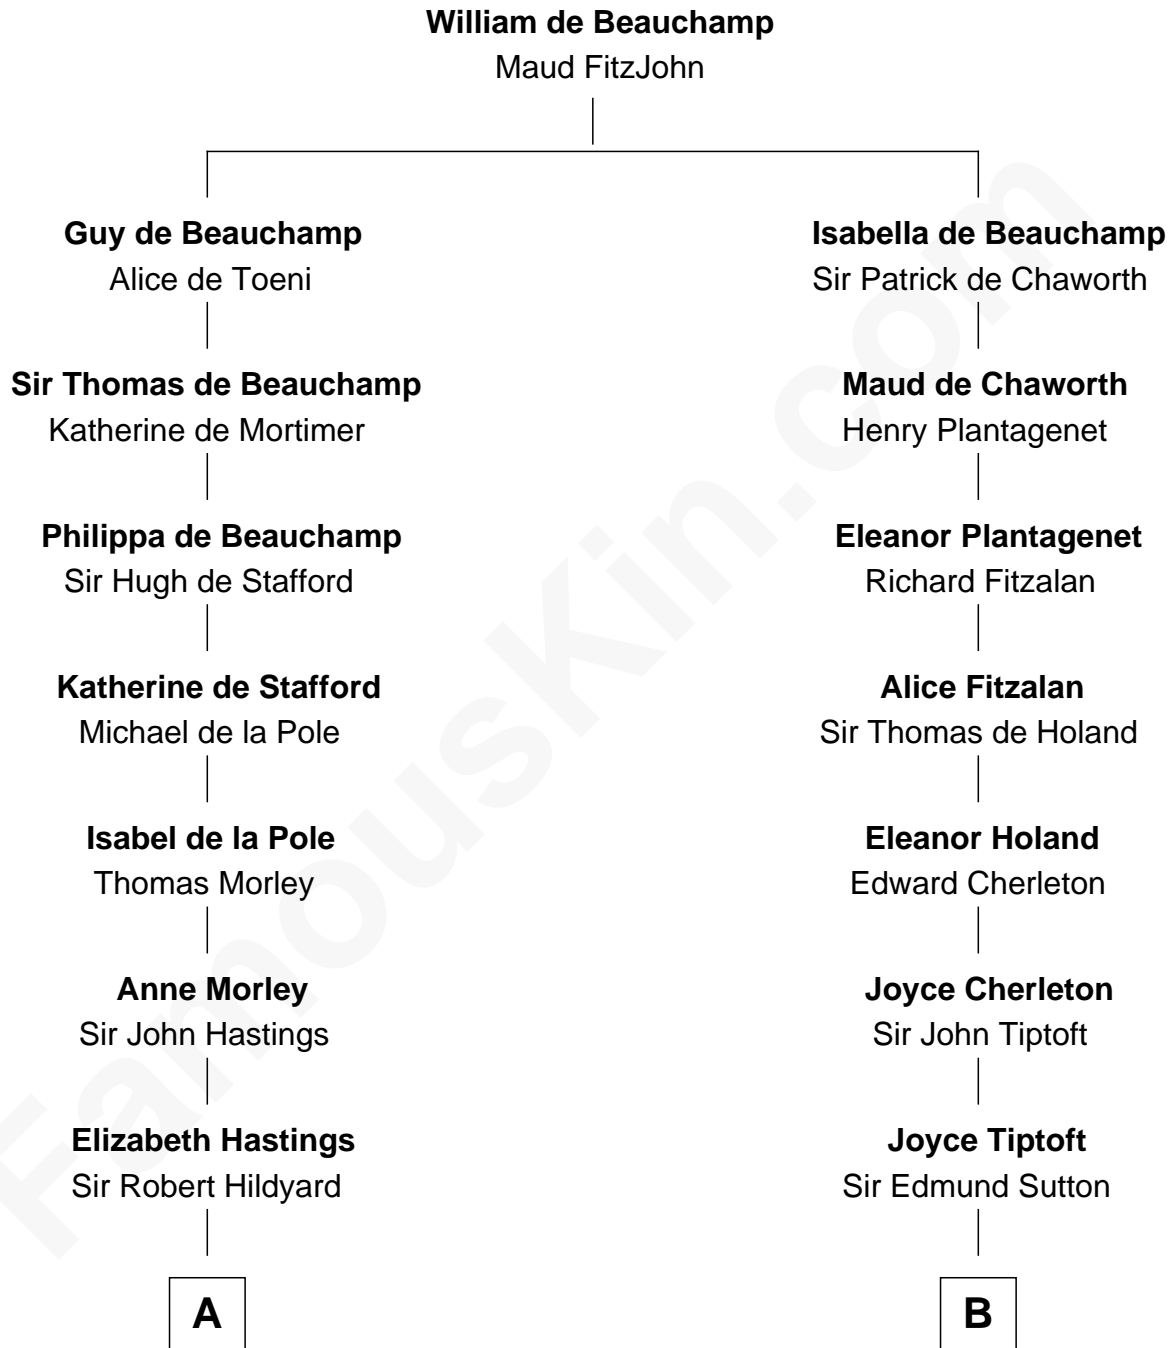 William de Beauchamp
Maud FitzJohn
Guy de Beauchamp
Alice de Toeni
Isabella de Beauchamp
Sir Patrick de Chaworth
Sir Thomas de Beauchamp
Katherine de Mortimer
Maud de Chaworth
Henry Plantagenet
Philippa de Beauchamp
Sir Hugh de Stafford
Eleanor Plantagenet
Richard Fitzalan
Katherine de Stafford
Michael de la Pole
Alice Fitzalan
Sir Thomas de Holand
Isabel de la Pole
Thomas Morley
Eleanor Holand
Edward Cherleton
Anne Morley
Sir John Hastings
Joyce Cherleton
Sir John Tiptoft
Elizabeth Hastings
Sir Robert Hildyard
Joyce Tiptoft
Sir Edmund Sutton
A
B
FamousKin.com